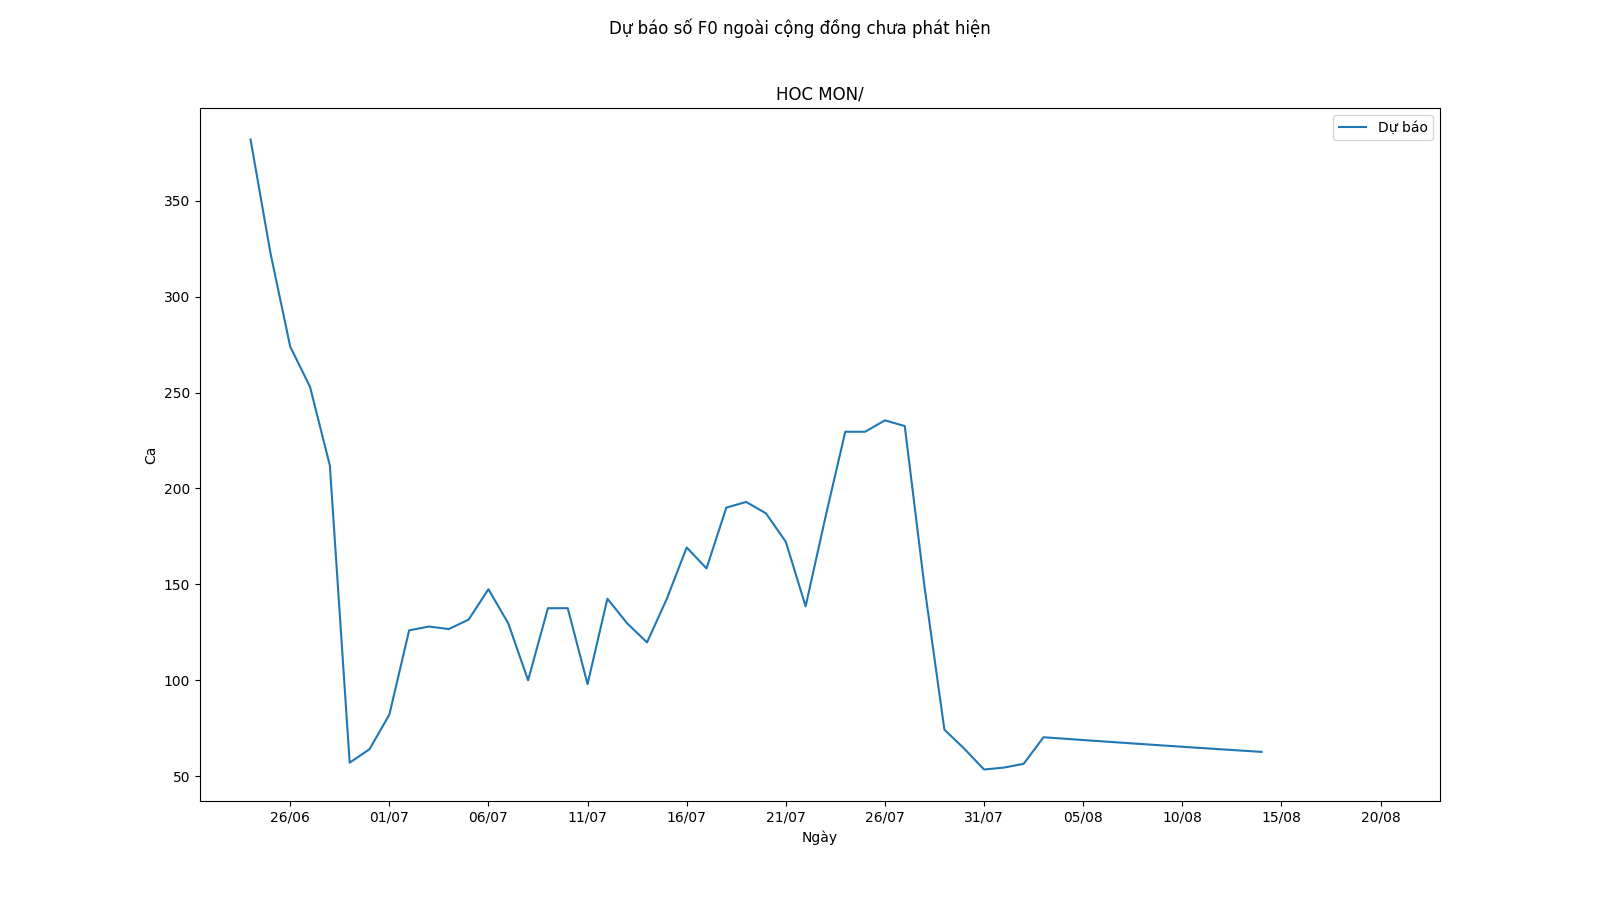 Dự báo số F0 ngoài cộng đồng chưa phát hiện
HOC MON/
Dự báo
350
300
250
200
150
100
50
Ca
26/06 01/07 06/07 11/07 16/07 21/07 26/07 31/07 05/08 10/08 15/08 20/08
Ngày